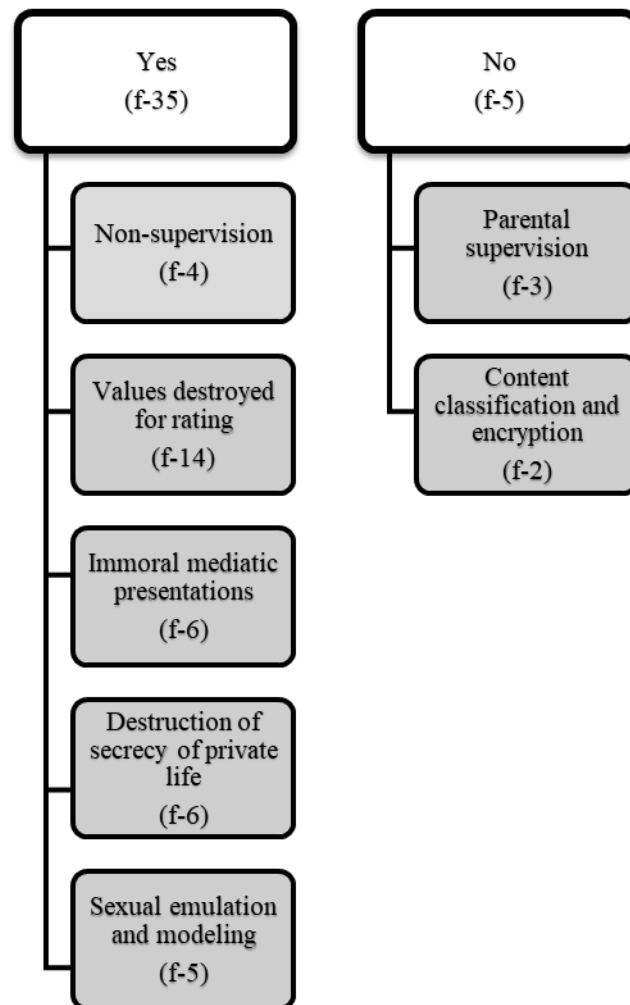 Yes
(f-35)
Non-supervision
(f-4)
Values destroyed
for rating
(f-14)
Immoral mediatic
presentations
(f-6)
Destruction of
secrecy of private
life
(f-6)
Sexual emulation
and modeling
(f-5)
No
(f-5)
Parental
supervision
(f-3)
Content
classification and
encryption
(f-2)